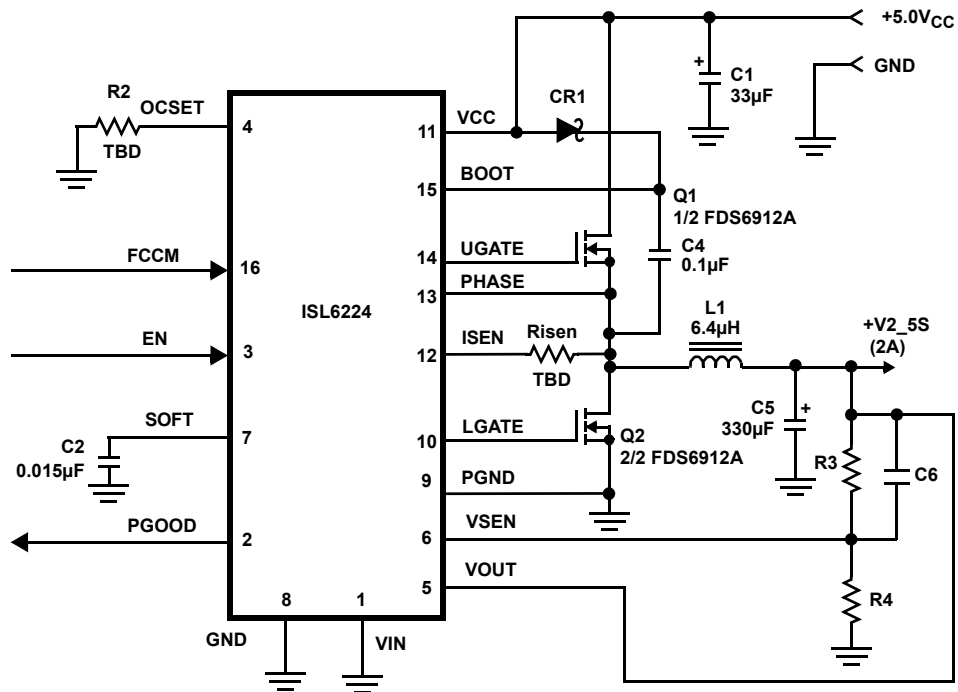 +5.0VCC
GND
C1
33µF
+
R2
OCSET
TBD
4
11
VCC
CR1
15
BOOT
Q1
1/2 FDS6912A
C4
0.1µF
14
UGATE
13
PHASE
FCCM
16
ISL6224
EN
3
12
ISEN
Risen
TBD
L1
6.4µH
+V2_5S
(2A)
SOFT
7
C2
0.015µF
10
LGATE
Q2
2/2 FDS6912A
C5
330µF
+
R3
C6
9
PGND
PGOOD
2
6
VSEN
5
VOUT
R4
8
GND
1
VIN